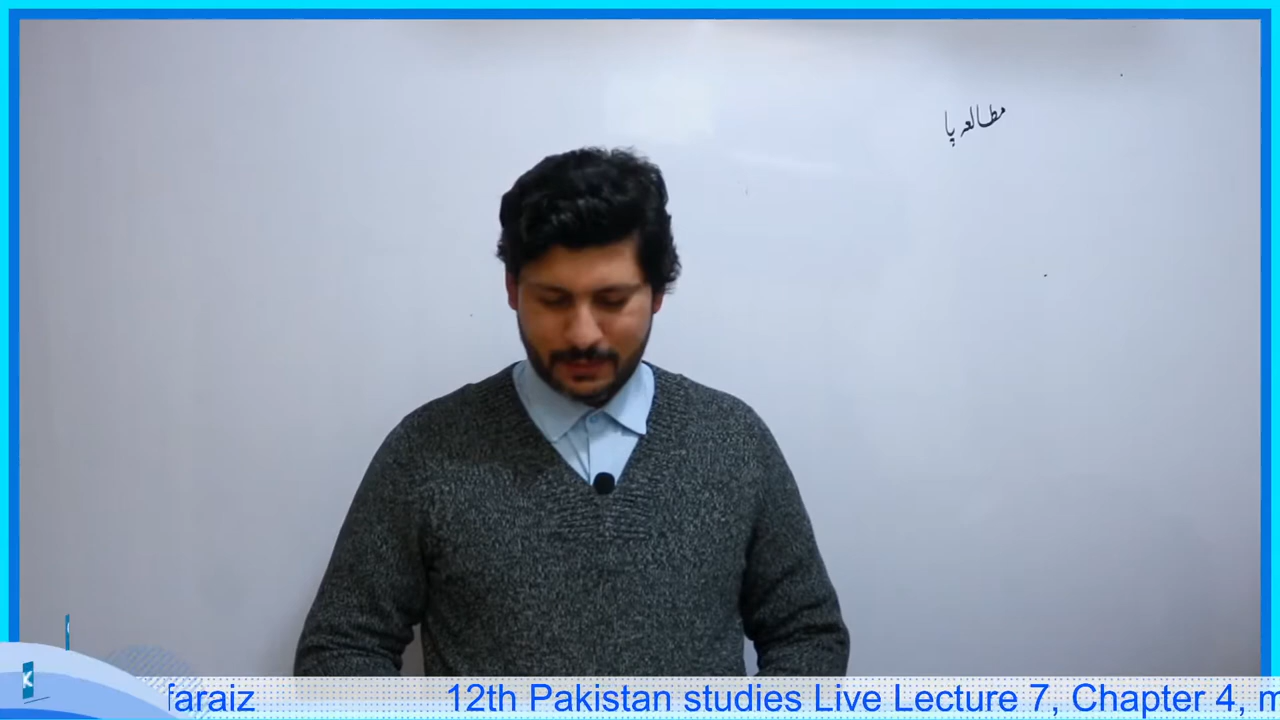 مطالعہ پا
faraiz 12th Pakistan studies Live Lecture 7, Chapter 4, m
K